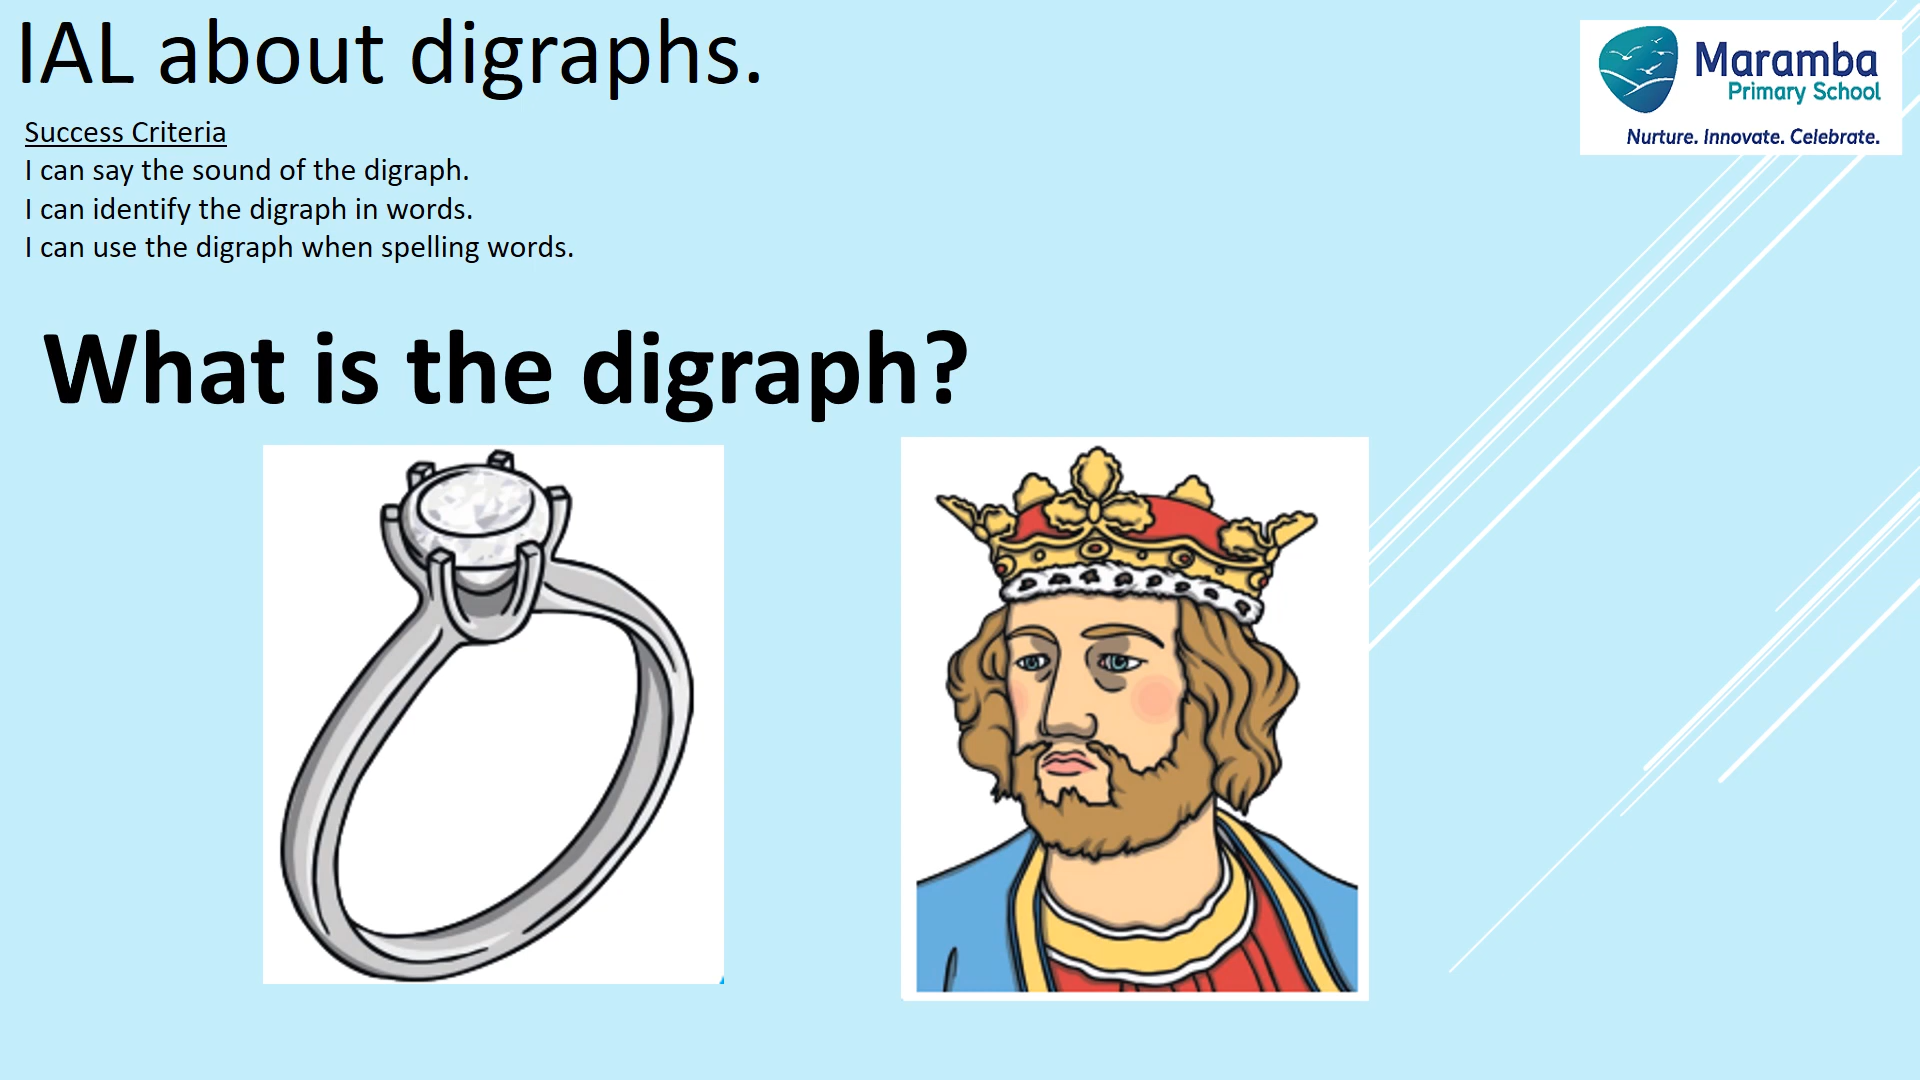 IAL about digraphs.
Maramba
Primary School
Nurture. Innovate. Celebrate.
Success Criteria
I can say the sound of the digraph.
I can identify the digraph in words.
I can use the digraph when spelling words.
What is the digraph?